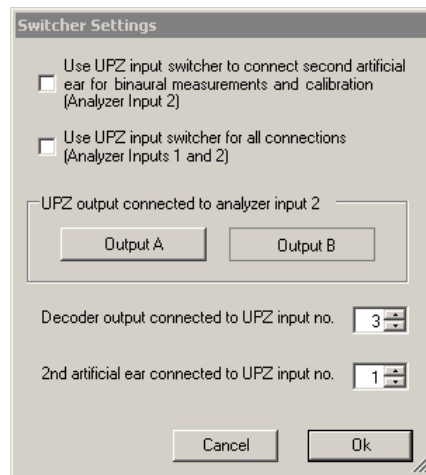 Switcher Settings
Use UPZ input switcher to connect second artificial
ear for binaural measurements and calibration
(Analyzer Input 2)
Use UPZ input switcher for all connections
(Analyzer Inputs 1 and 2)
UPZ output connected to analyzer input 2
Output A Output B
Decoder output connected to UPZ input no. 3
2nd artificial ear connected to UPZ input no. 1
Cancel Ok